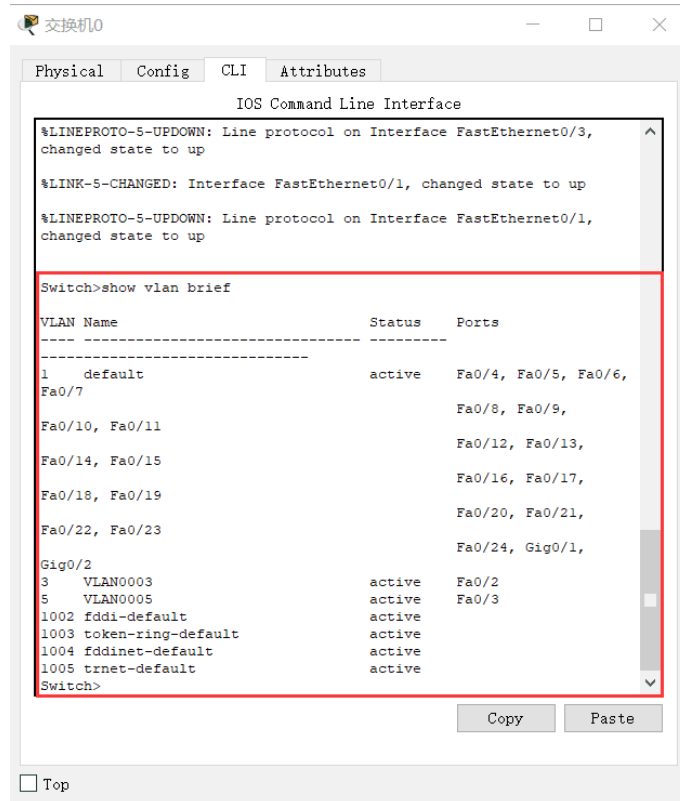 交换机0
Physical Config CLI Attributes
IOS Command Line Interface
%LINEPROTO-5-UPDOWN: Line protocol on Interface FastEthernet0/3,
changed state to up
%LINK-5-CHANGED: Interface FastEthernet0/1, changed state to up
%LINEPROTO-5-UPDOWN: Line protocol on Interface FastEthernet0/1,
changed state to up
Switch>show vlan brief
VLAN Name Status Ports
---- -------------------------------- ---------
-------------------------------
1 default active Fa0/4, Fa0/5, Fa0/6,
Fa0/7
Fa0/8, Fa0/9,
Fa0/10, Fa0/11
Fa0/12, Fa0/13,
Fa0/14, Fa0/15
Fa0/16, Fa0/17,
Fa0/18, Fa0/19
Fa0/20, Fa0/21,
Fa0/22, Fa0/23
Fa0/24, Gig0/1,
Gig0/2
3 VLAN0003 active Fa0/2
5 VLAN0005 active Fa0/3
1002 fddi-default active
1003 token-ring-default active
1004 fddinet-default active
1005 trnet-default active
Switch>
Copy Paste
Top